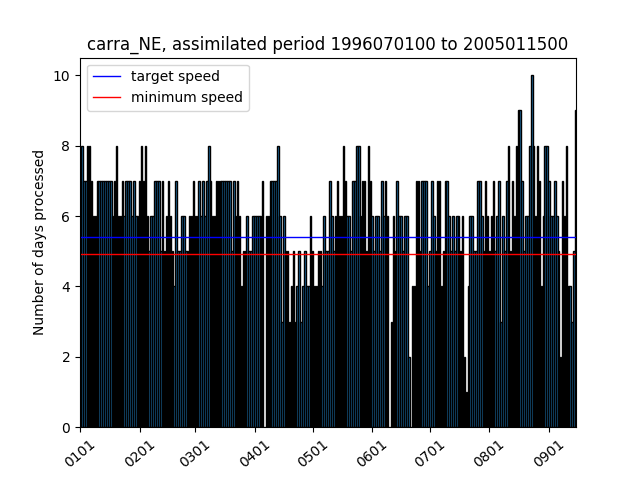 carra_NE, assimilated period 1996070100 to 2005011500
target speed
minimum speed
Number of days processed
10
8
6
4
2
0
0101 0201 0301 0401 0501 0601 0701 0801 0901